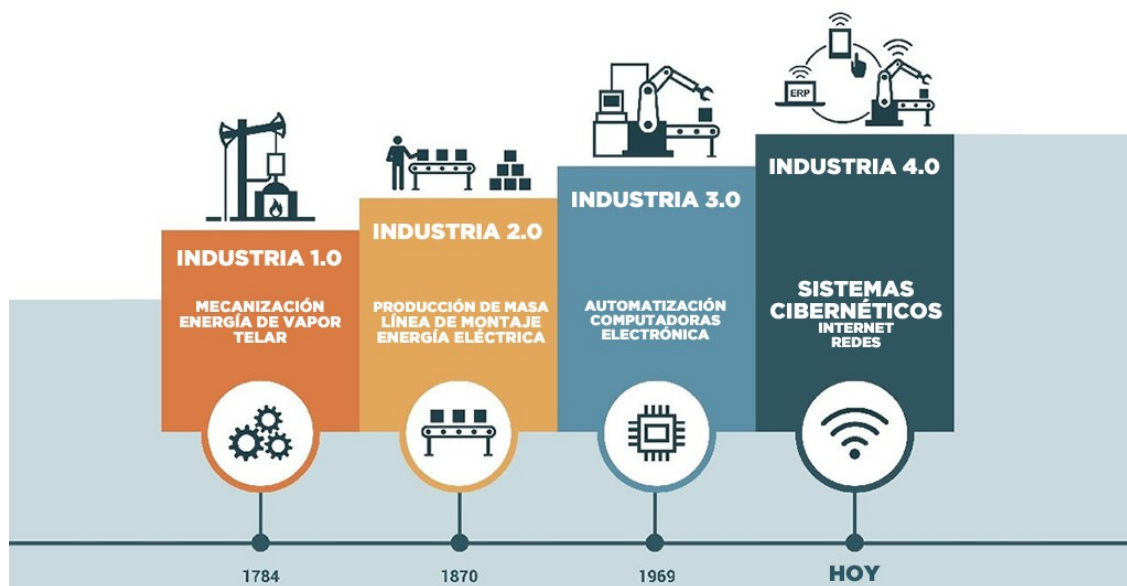 INDUSTRIA 1.0
MECANIZACIÓN
ENERGÍA DE VAPOR
TELAR
1784
INDUSTRIA 2.0
PRODUCCIÓN DE MASA
LÍNEA DE MONTAJE
ENERGÍA ELÉCTRICA
1870
INDUSTRIA 3.0
AUTOMATIZACIÓN
COMPUTADORAS
ELECTRÓNICA
1969
ERP
INDUSTRIA 4.0
SISTEMAS
CIBERNÉTICOS
INTERNET
REDES
HOY